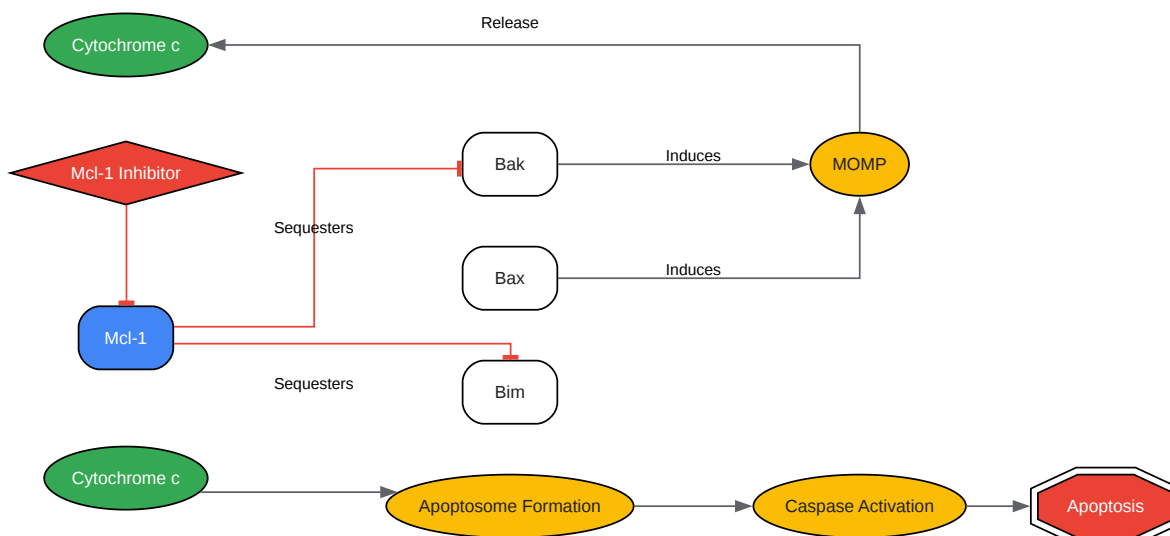 Release
Cytochrome c
Mcl-1 Inhibitor
Bak
Induces
MOMP
Sequesters
Bax
Induces
Mcl-1
Sequesters
Bim
Cytochrome c
Apoptosome Formation
Caspase Activation
Apoptosis